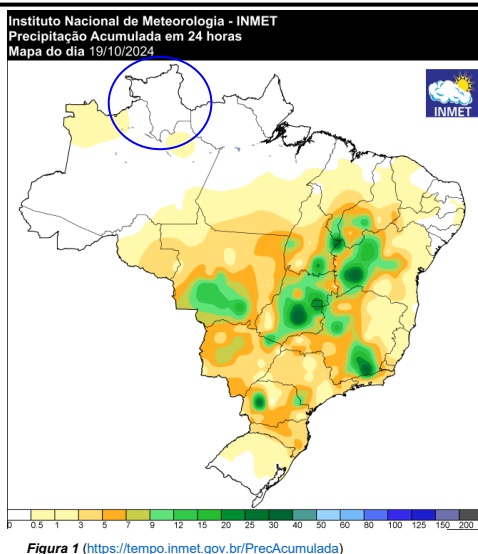 Instituto Nacional de Meteorologia - INMET
Precipitação Acumulada em 24 horas
Mapa do dia 19/10/2024
INMET
0 0.5 1 3 5 7 9 12 15 20 25 30 40 50 60 80 100 125 150 200
Figura 1 (https://tempo.inmet.gov.br/PrecAcumulada)